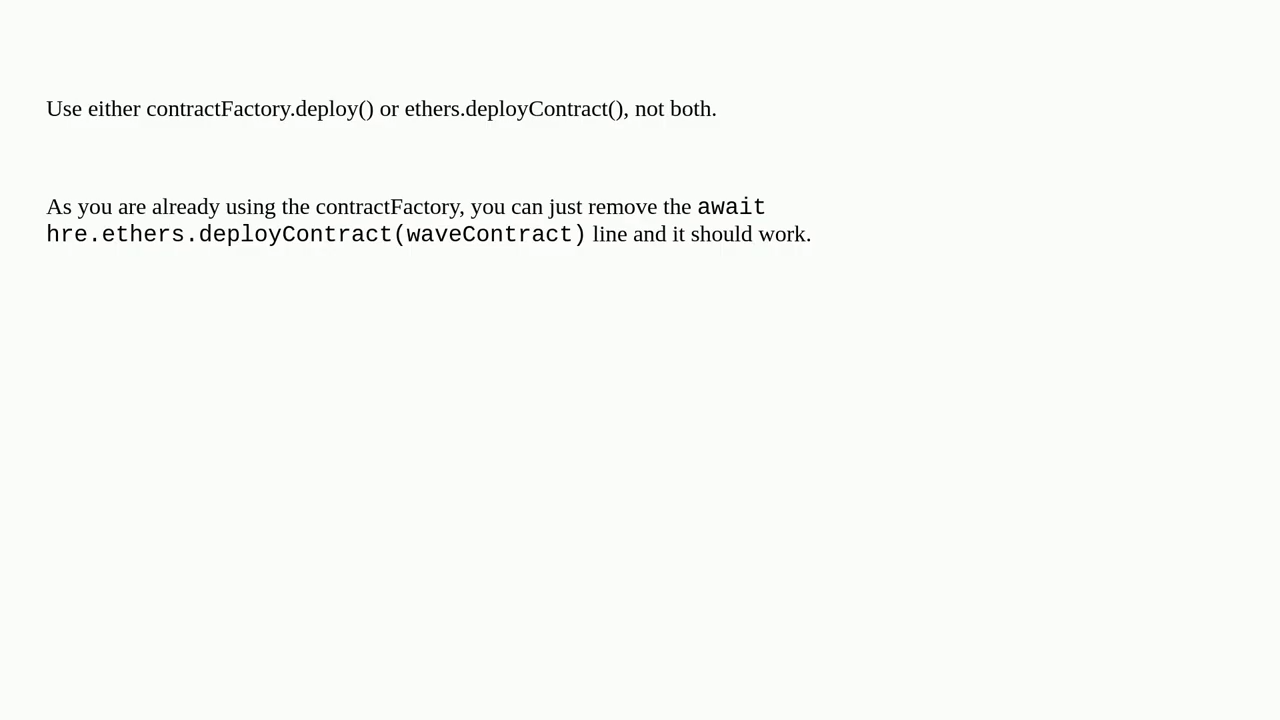 Use either contractFactory.deploy() or ethers.deployContract(), not both.
As you are already using the contractFactory, you can just remove the await
hre.ethers.deployContract(waveContract) line and it should work.